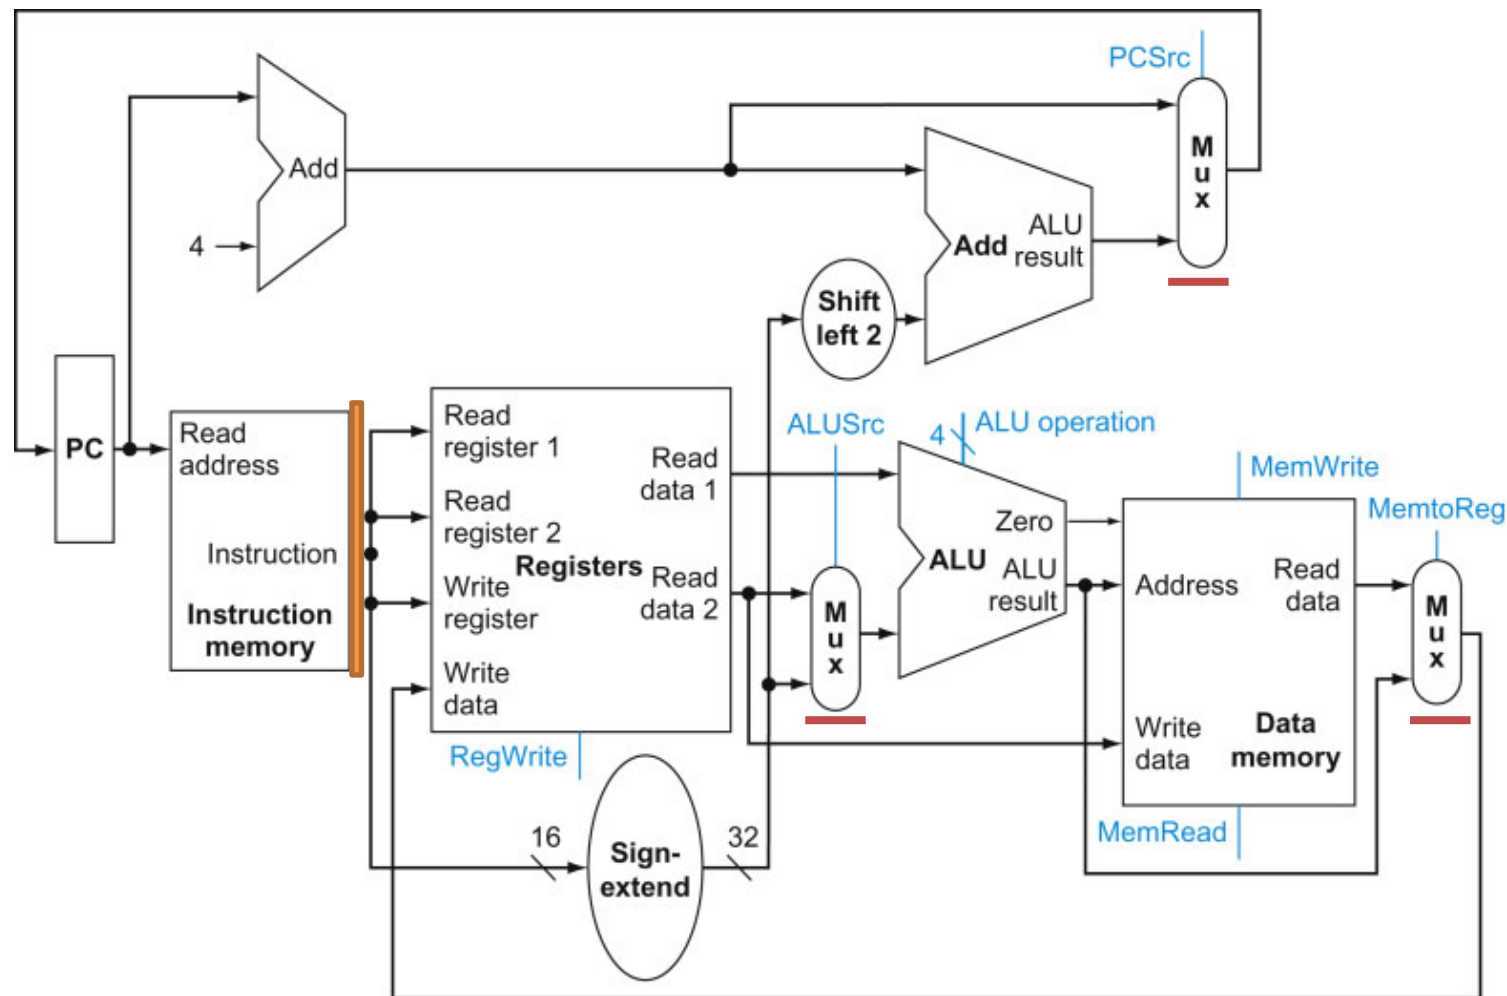 PCSrc
M
u
x
Add
4
ALU
result
Add
Shift
left 2
PC
Read
address
Instruction
Instruction
memory
Read
register 1
Read
register 2
Registers
Write
register
Write
data
Read
data 1
Read
data 2
RegWrite
16
Sign-
extend
32
ALUSrc
M
u
x
4
ALU operation
Zero
ALU
ALU
result
MemWrite
Address
Read
data
Write
data
Data
memory
MemRead
MemtoReg
M
u
x